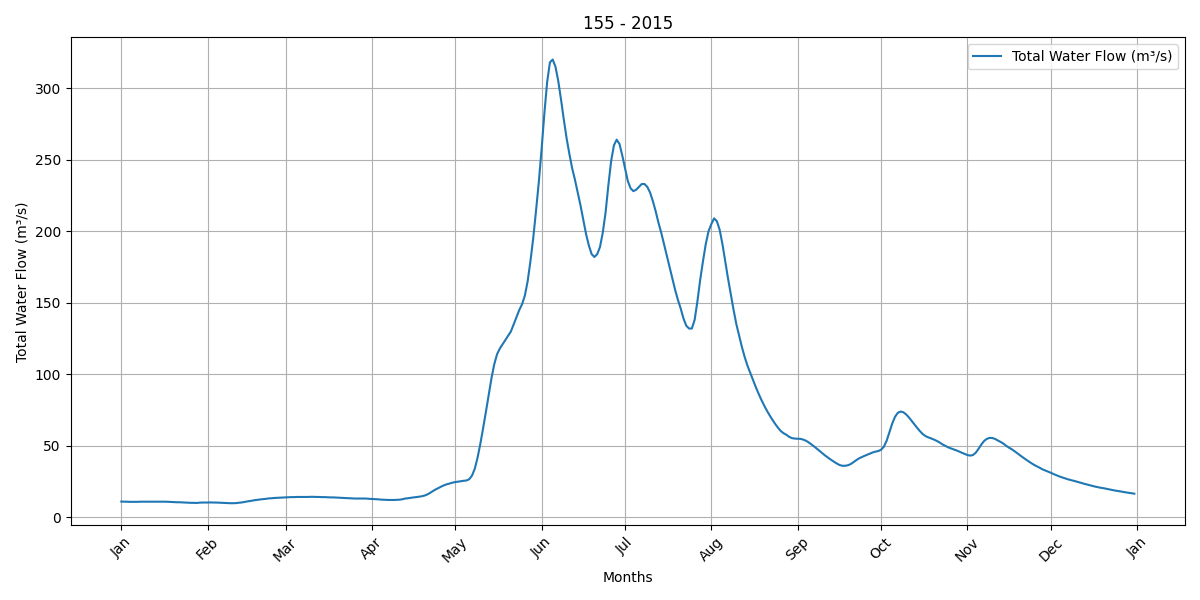 155 - 2015
Total Water Flow (m³/s)
Total Water Flow (m³/s)
300
250
200
150
100
50
0
Jan Feb Mar Apr May Jun Jul Aug Sep Oct Nov Dec Jan
Months